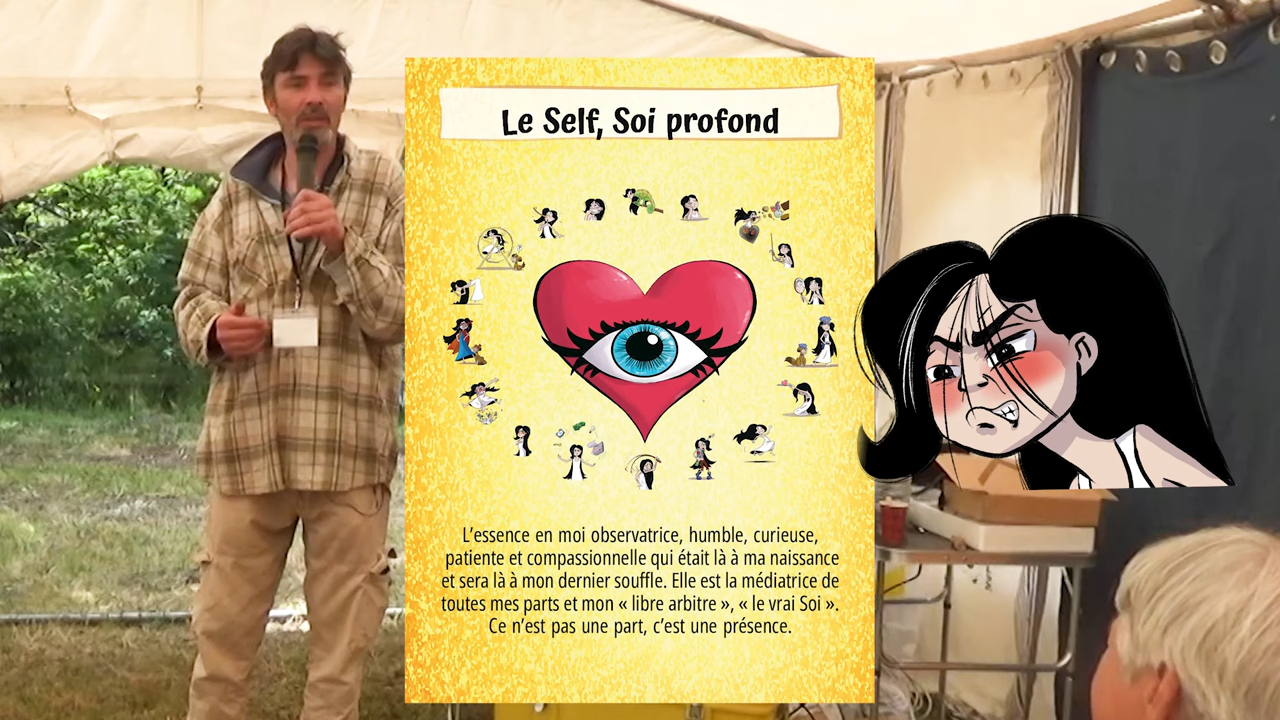 Le Self, Soi profond
L'essence en moi observatrice, humble, curieuse,
patiente et compassionnelle qui était là à ma naissance
et sera là à mon dernier souffle. Elle est la médiatrice de
toutes mes parts et mon « libre arbitre », « le vrai Soi ».
Ce n'est pas une part, c'est une présence.